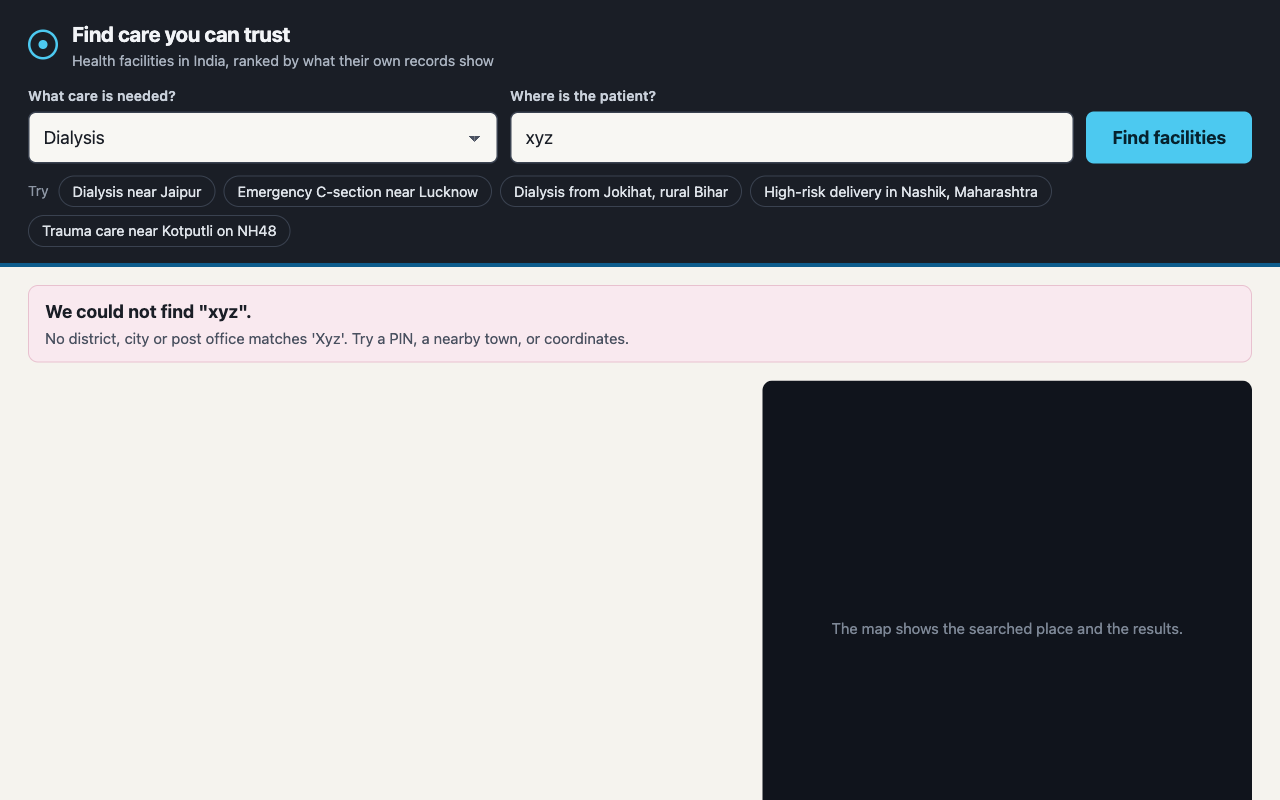 Find care you can trust
Health facilities in India, ranked by what their own records show
What care is needed?
Where is the patient?
Dialysis
xyz
Find facilities
Try
Dialysis near Jaipur
Emergency C-section near Lucknow
Dialysis from Jokihat, rural Bihar
High-risk delivery in Nashik, Maharashtra
Trauma care near Kotputli on NH48
We could not find "xyz".
No district, city or post office matches 'Xyz'. Try a PIN, a nearby town, or coordinates.
The map shows the searched place and the results.